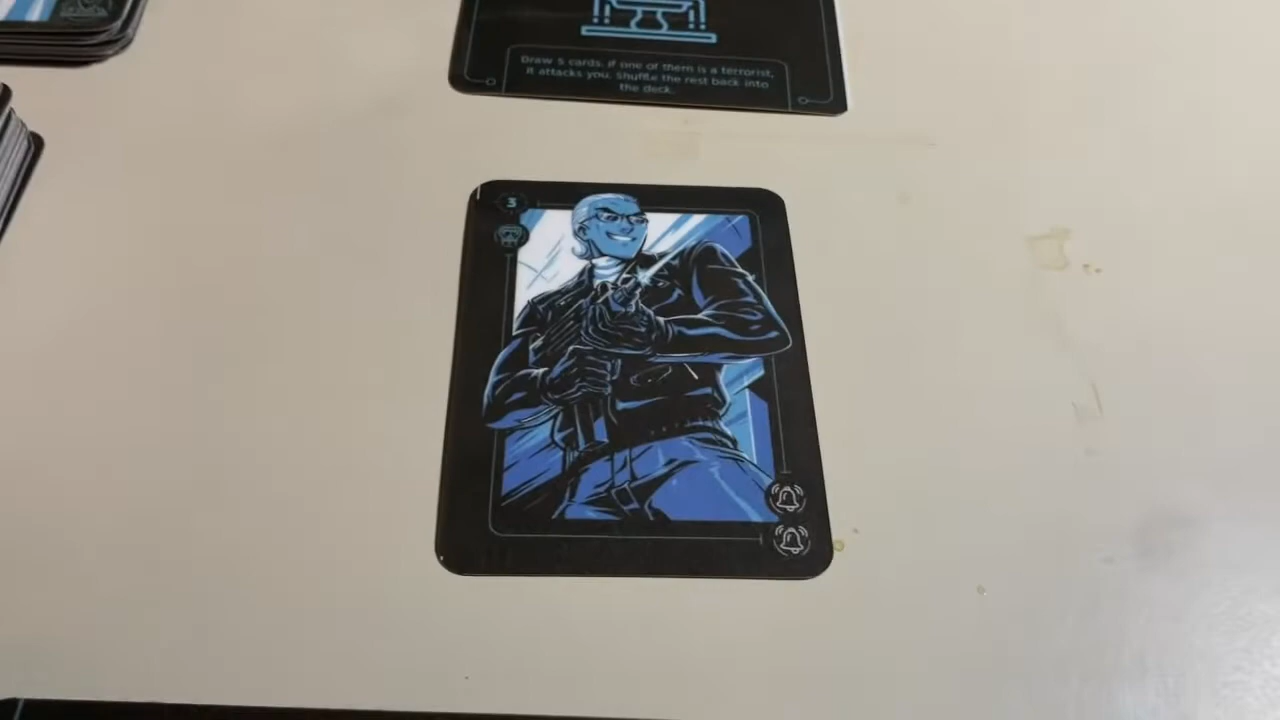 Draw 5 cards. If one of them is a terrorist,
it attacks you. Shuffle the rest back into
the deck.
3